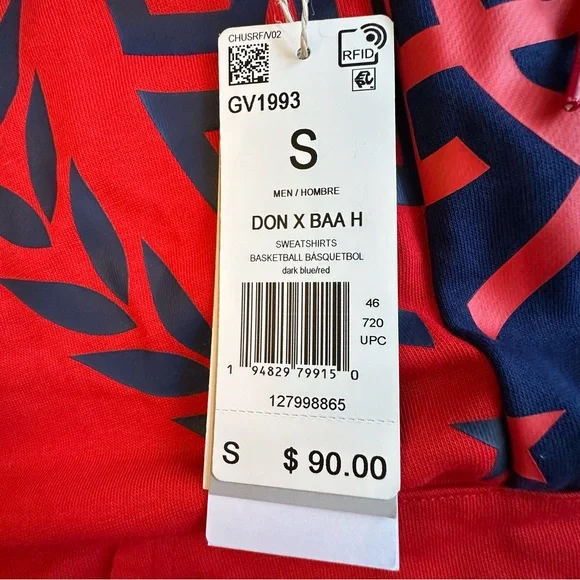 CHUSRF/V02
RFID
GV1993
S
MEN / HOMBRE
DON X BAA H
SWEATSHIRTS
BASKETBALL BÁSQUETBOL
dark blue/red
46
720
UPC
1 94829 79915 0
127998865
S $ 90.00